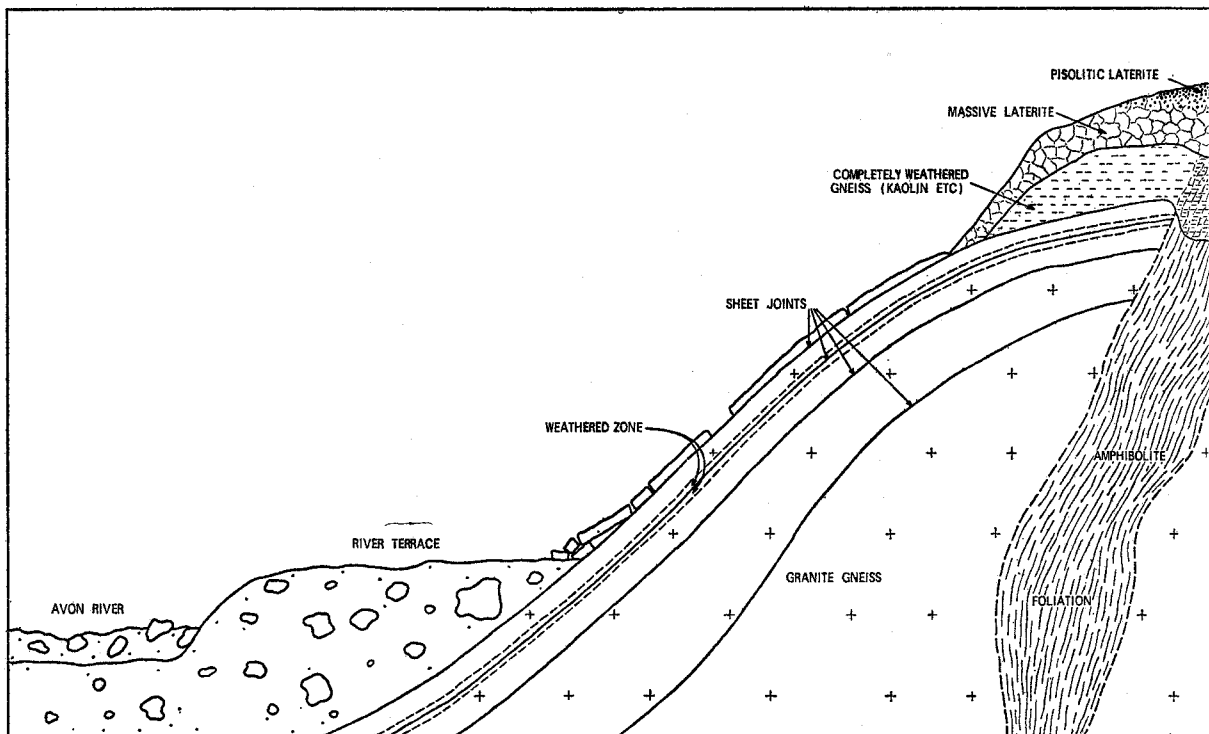 PISOLITIC LATERITE
MASSIVE LATERITE
COMPLETELY WEATHERED
GNEISS (KAOLIN ETC)
SHEET JOINTS
WEATHERED ZONE
AMPHIBOLITE
RIVER TERRACE
GRANITE GNEISS
FOLIATION
AVON RIVER